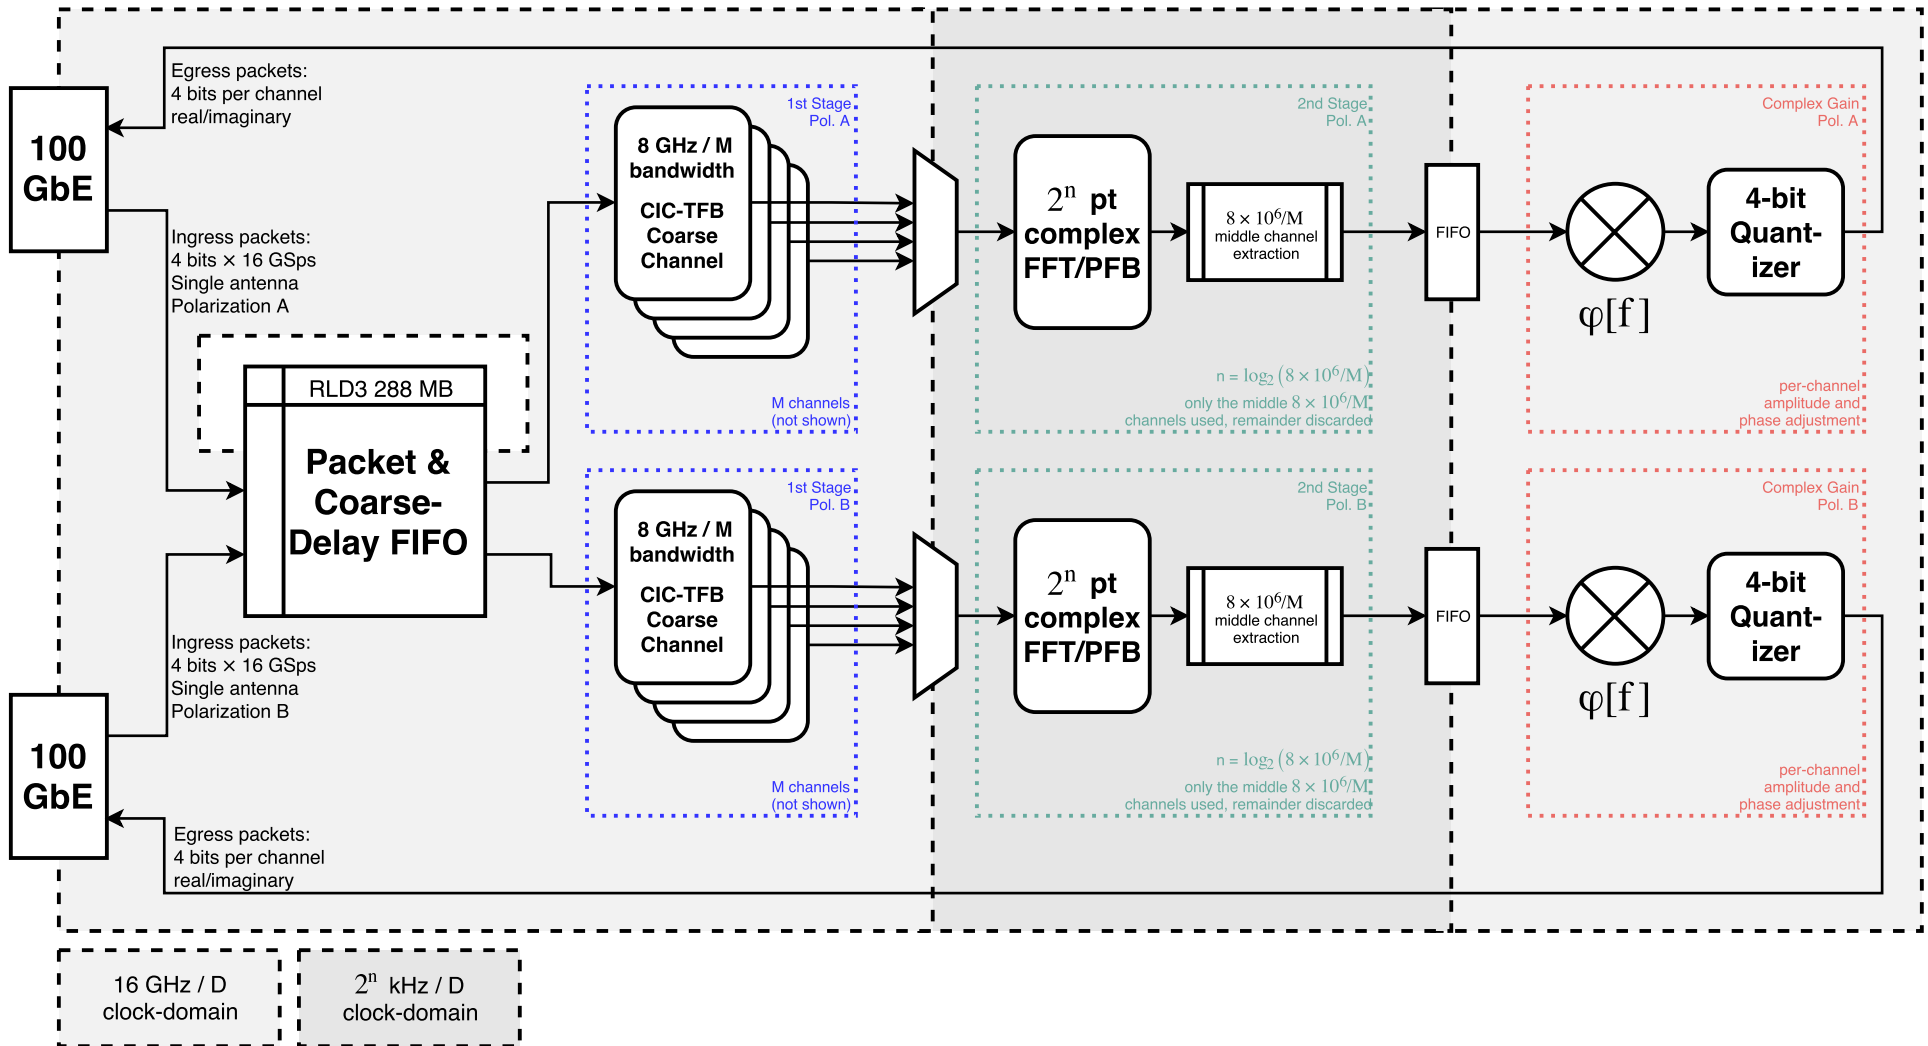 Egress packets:
4 bits per channel
real/imaginary
100
GbE
Ingress packets:
4 bits × 16 GSps
Single antenna
Polarization A
RLD3 288 MB
Packet &
Coarse-
Delay FIFO
Ingress packets:
4 bits × 16 GSps
Single antenna
Polarization B
100
GbE
Egress packets:
4 bits per channel
real/imaginary
1st Stage
Pol. A
8 GHz / M
bandwidth
CIC-TFB
Coarse
Channel
M channels
(not shown)
2nd Stage
Pol. A
2ⁿ pt
complex
FFT/PFB
8 × 10⁶/M
middle channel
extraction
n = log₂ (8 × 10⁶/M)
only the middle 8 × 10⁶/M
channels used, remainder discarded
FIFO
Complex Gain
Pol. A
φ[f]
4-bit
Quant-
izer
per-channel
amplitude and
phase adjustment
1st Stage
Pol. B
8 GHz / M
bandwidth
CIC-TFB
Coarse
Channel
M channels
(not shown)
2nd Stage
Pol. B
2ⁿ pt
complex
FFT/PFB
8 × 10⁶/M
middle channel
extraction
n = log₂ (8 × 10⁶/M)
only the middle 8 × 10⁶/M
channels used, remainder discarded
FIFO
Complex Gain
Pol. B
φ[f]
4-bit
Quant-
izer
per-channel
amplitude and
phase adjustment
16 GHz / D
clock-domain
2ⁿ kHz / D
clock-domain